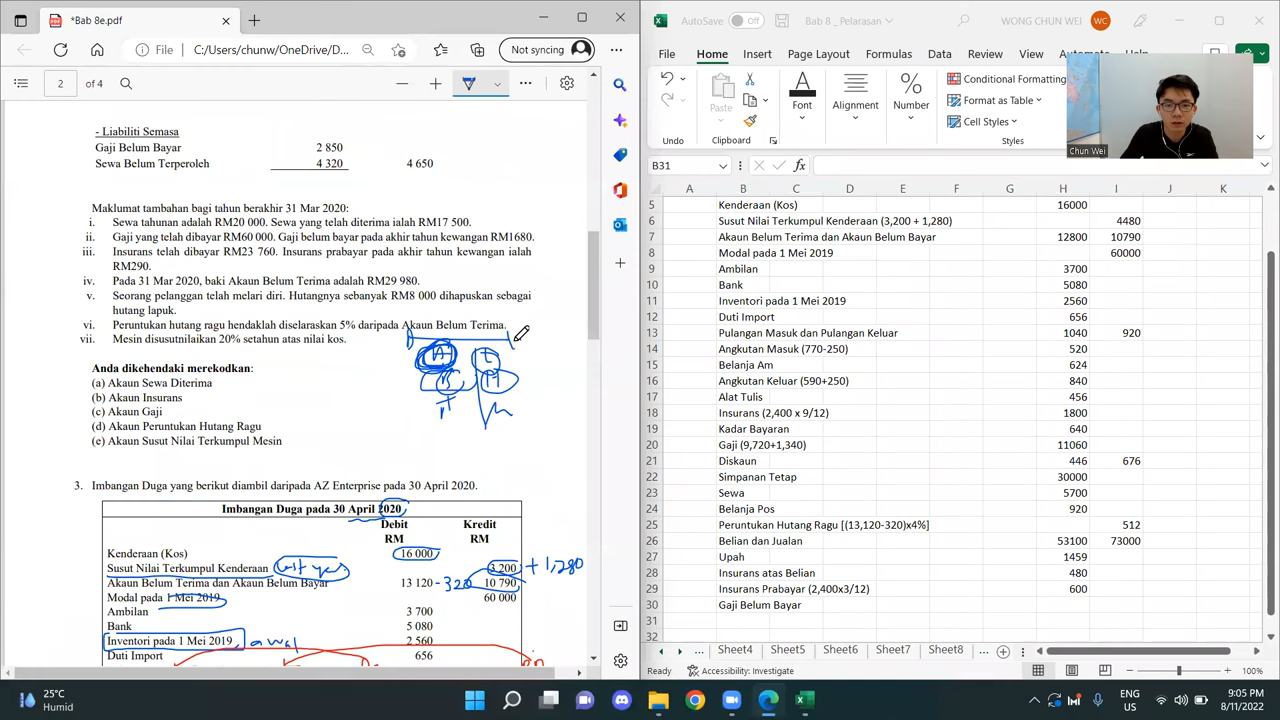 *Bab 8e.pdf
File
C:/Users/chunw/OneDrive/D...
Not syncing
2 of 4
- Liabiliti Semasa
Gaji Belum Bayar 2 850
Sewa Belum Terperoleh 4 320 4 650
Maklumat tambahan bagi tahun berakhir 31 Mar 2020:
i. Sewa tahunan adalah RM20 000. Sewa yang telah diterima ialah RM17 500.
ii. Gaji yang telah dibayar RM60 000. Gaji belum bayar pada akhir tahun kewangan RM1680.
iii. Insurans telah dibayar RM23 760. Insurans prabayar pada akhir tahun kewangan ialah
RM290.
iv. Pada 31 Mar 2020, baki Akaun Belum Terima adalah RM29 980.
v. Seorang pelanggan telah melari diri. Hutangnya sebanyak RM8 000 dihapuskan sebagai
hutang lapuk.
vi. Peruntukan hutang ragu hendaklah diselaraskan 5% daripada Akaun Belum Terima.
vii. Mesin disusutnilaikan 20% setahun atas nilai kos.
Anda dikehendaki merekodkan:
(a) Akaun Sewa Diterima
(b) Akaun Insurans
(c) Akaun Gaji
(d) Akaun Peruntukan Hutang Ragu
(e) Akaun Susut Nilai Terkumpul Mesin
3. Imbangan Duga yang berikut diambil daripada AZ Enterprise pada 30 April 2020.
Imbangan Duga pada 30 April 2020
Debit Kredit
RM RM
Kenderaan (Kos) 16 000
Susut Nilai Terkumpul Kenderaan last year 3 200 + 1,280
Akaun Belum Terima dan Akaun Belum Bayar 13 120 -320 10 790
Modal pada 1 Mei 2019 60 000
Ambilan 3 700
Bank 5 080
Inventori pada 1 Mei 2019 awal 2 560
Duti Import 656
AutoSave Off
Bab 8 _ Pelarasan
WONG CHUN WEI WC
File Home Insert Page Layout Formulas Data Review View Automate
Undo
Paste
Clipboard
Font
Alignment
Number
Conditional Formatting
Format as Table
Cell Styles
Chun Wei
B31
fx
A B C D E F G H I J K
5 Kenderaan (Kos) 16000
6 Susut Nilai Terkumpul Kenderaan (3,200 + 1,280) 4480
7 Akaun Belum Terima dan Akaun Belum Bayar 12800 10790
8 Modal pada 1 Mei 2019 60000
9 Ambilan 3700
10 Bank 5080
11 Inventori pada 1 Mei 2019 2560
12 Duti Import 656
13 Pulangan Masuk dan Pulangan Keluar 1040 920
14 Angkutan Masuk (770-250) 520
15 Belanja Am 624
16 Angkutan Keluar (590+250) 840
17 Alat Tulis 456
18 Insurans (2,400 x 9/12) 1800
19 Kadar Bayaran 640
20 Gaji (9,720+1,340) 11060
21 Diskaun 446 676
22 Simpanan Tetap 30000
23 Sewa 5700
24 Belanja Pos 920
25 Peruntukan Hutang Ragu [(13,120-320)x4%] 512
26 Belian dan Jualan 53100 73000
27 Upah 1459
28 Insurans atas Belian 480
29 Insurans Prabayar (2,400x3/12) 600
30 Gaji Belum Bayar
31
32
... Sheet4 Sheet5 Sheet6 Sheet7 Sheet8 ...
Accessibility: Investigate
100%
25°C
Humid
ENG
US
9:05 PM
8/11/2022